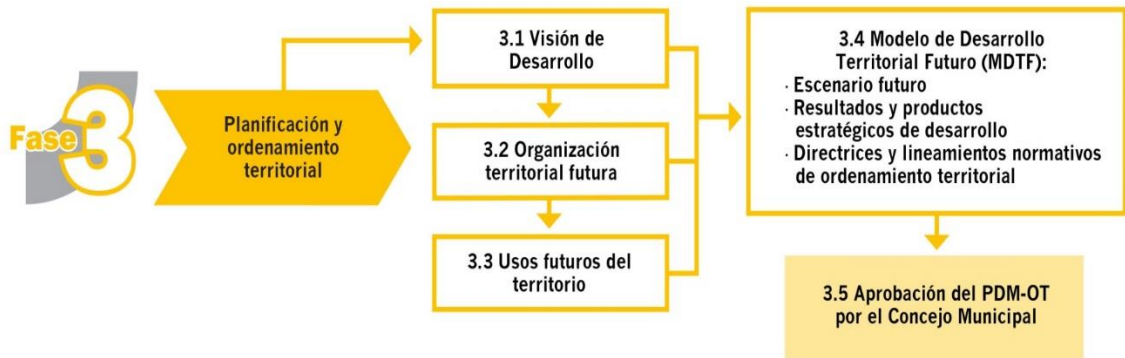 Fase 3
Planificación y
ordenamiento
territorial
3.1 Visión de
Desarrollo
3.2 Organización
territorial futura
3.3 Usos futuros del
territorio
3.4 Modelo de Desarrollo
Territorial Futuro (MDTF):
· Escenario futuro
· Resultados y productos
estratégicos de desarrollo
· Directrices y lineamientos normativos
de ordenamiento territorial
3.5 Aprobación del PDM-OT
por el Concejo Municipal